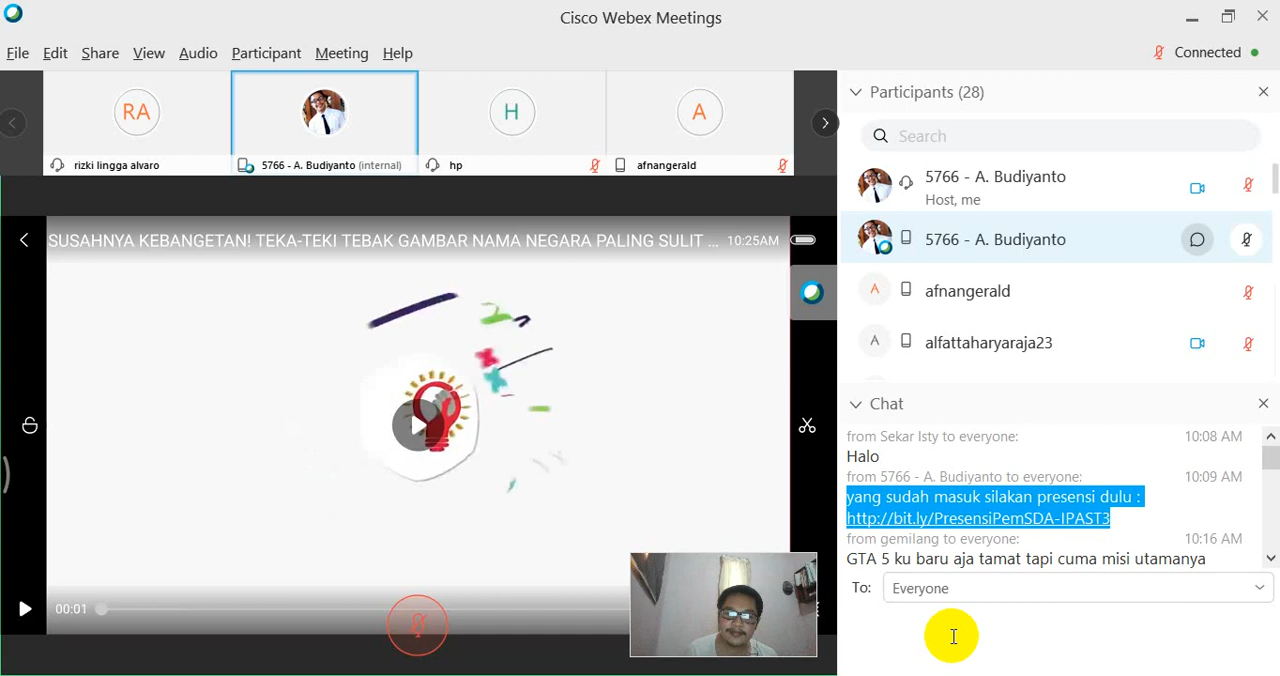 Cisco Webex Meetings
File Edit Share View Audio Participant Meeting Help
Connected
RA
H
A
rizki lingga alvaro
5766 - A. Budiyanto (internal)
hp
afnangerald
SUSAHNYA KEBANGETAN! TEKA-TEKI TEBAK GAMBAR NAMA NEGARA PALING SULIT ...
10:25AM
00:01
Participants (28)
Search
5766 - A. Budiyanto
Host, me
5766 - A. Budiyanto
A
afnangerald
A
alfattaharyaraja23
Chat
from Sekar Isty to everyone: 10:08 AM
Halo
from 5766 - A. Budiyanto to everyone: 10:09 AM
yang sudah masuk silakan presensi dulu :
http://bit.ly/PresensiPemSDA-IPAST3
from gemilang to everyone: 10:16 AM
GTA 5 ku baru aja tamat tapi cuma misi utamanya
To: Everyone